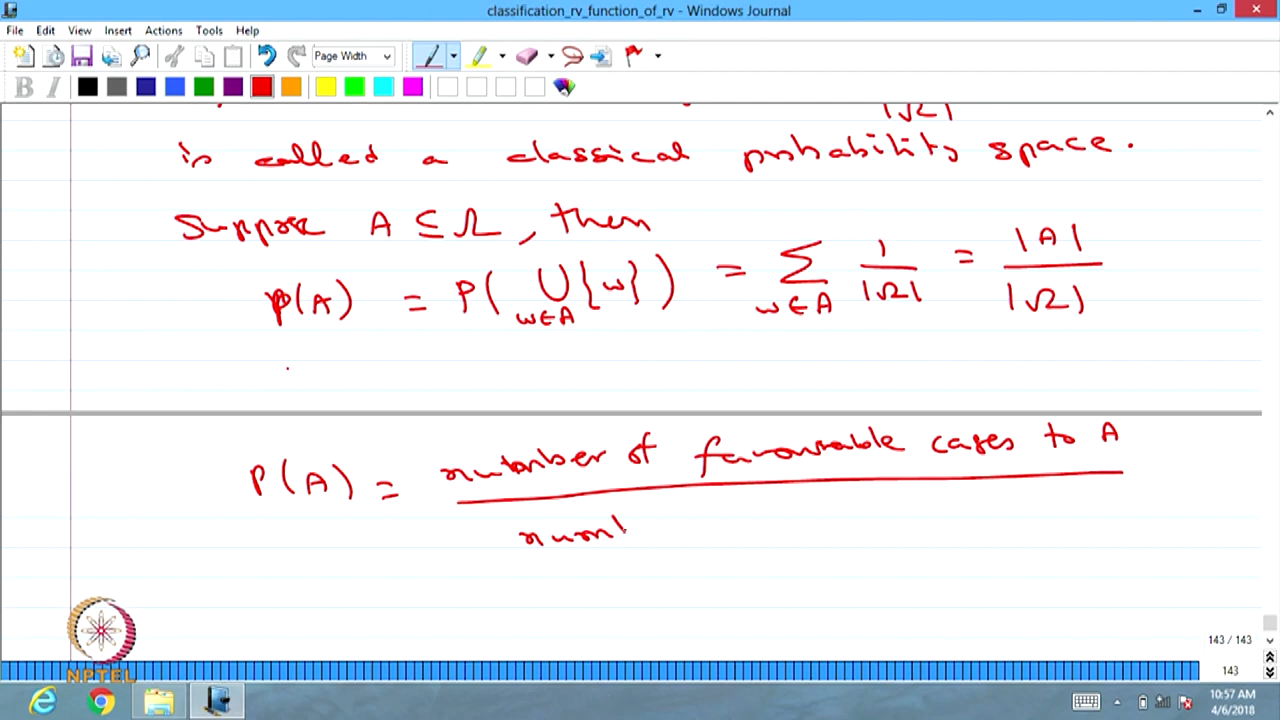 classification_rv_function_of_rv - Windows Journal
File Edit View Insert Actions Tools Help
Page Width
B I
|Ω|
is called a classical probability space.
Suppose A ⊆ Ω, then
P(A) = P( ⋃_{w∈A} {w} ) = Σ_{w∈A} 1/|Ω| = |A|/|Ω|
P(A) = number of favourable cases to A
num
143 / 143
143
NPTEL
10:57 AM
4/6/2018